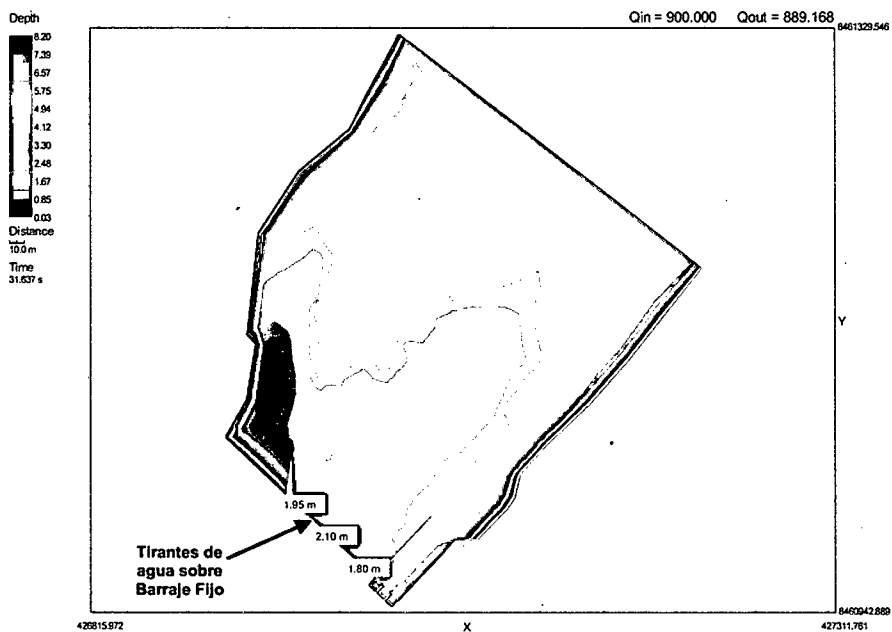 Depth
8.20
7.39
6.57
5.75
4.94
4.12
3.30
2.48
1.67
0.85
0.03
Distance
10.0 m
Time
31.637 s
Qin = 900.000 Qout = 889.168
8461329.546
Y
1.95 m
2.10 m
1.80 m
Tirantes de
agua sobre
Barraje Fijo
8460942.889
426815.972
X
427311.761